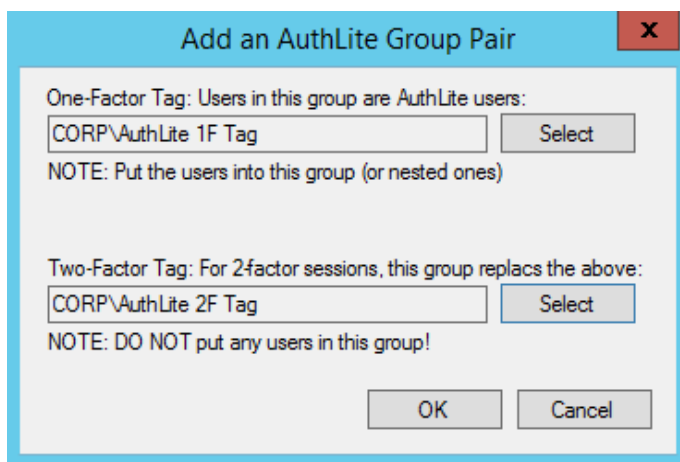 Add an AuthLite Group Pair
x
One-Factor Tag: Users in this group are AuthLite users:
CORP\AuthLite 1F Tag
Select
NOTE: Put the users into this group (or nested ones)
Two-Factor Tag: For 2-factor sessions, this group replacs the above:
CORP\AuthLite 2F Tag
Select
NOTE: DO NOT put any users in this group!
OK
Cancel